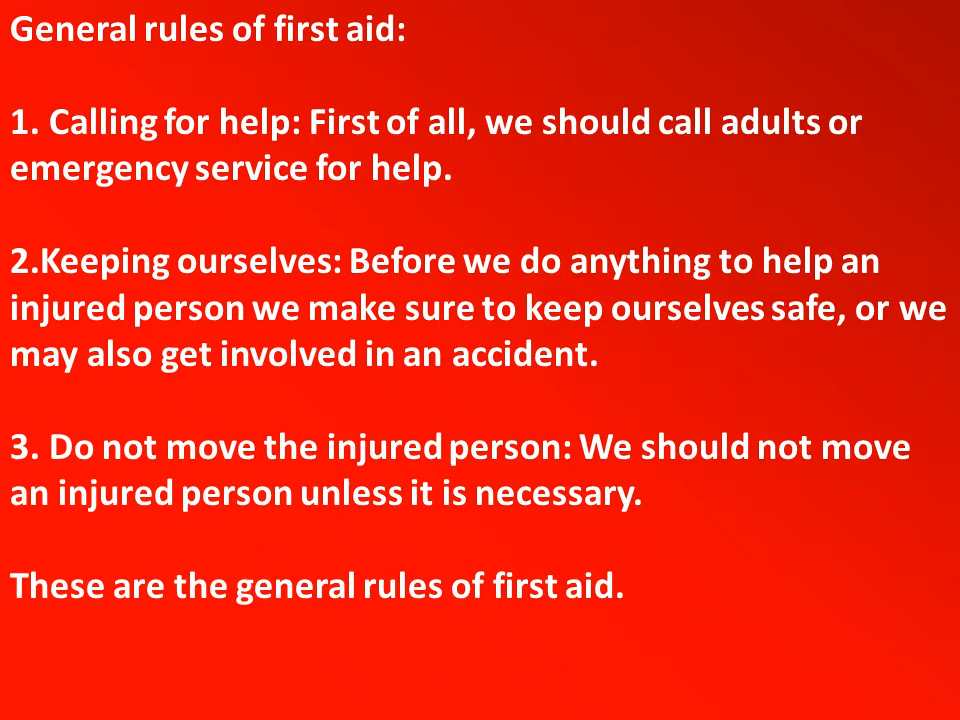 General rules of first aid:
1. Calling for help: First of all, we should call adults or
emergency service for help.
2.Keeping ourselves: Before we do anything to help an
injured person we make sure to keep ourselves safe, or we
may also get involved in an accident.
3. Do not move the injured person: We should not move
an injured person unless it is necessary.
These are the general rules of first aid.